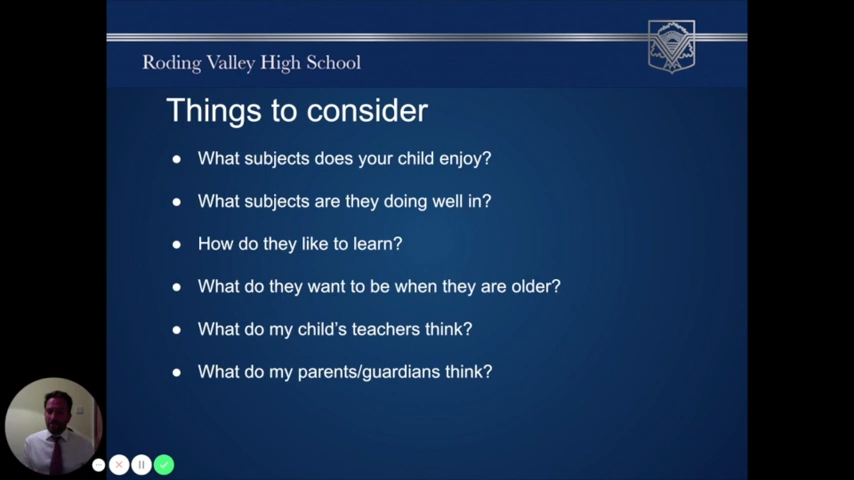 Roding Valley High School
Things to consider
● What subjects does your child enjoy?
● What subjects are they doing well in?
● How do they like to learn?
● What do they want to be when they are older?
● What do my child's teachers think?
● What do my parents/guardians think?